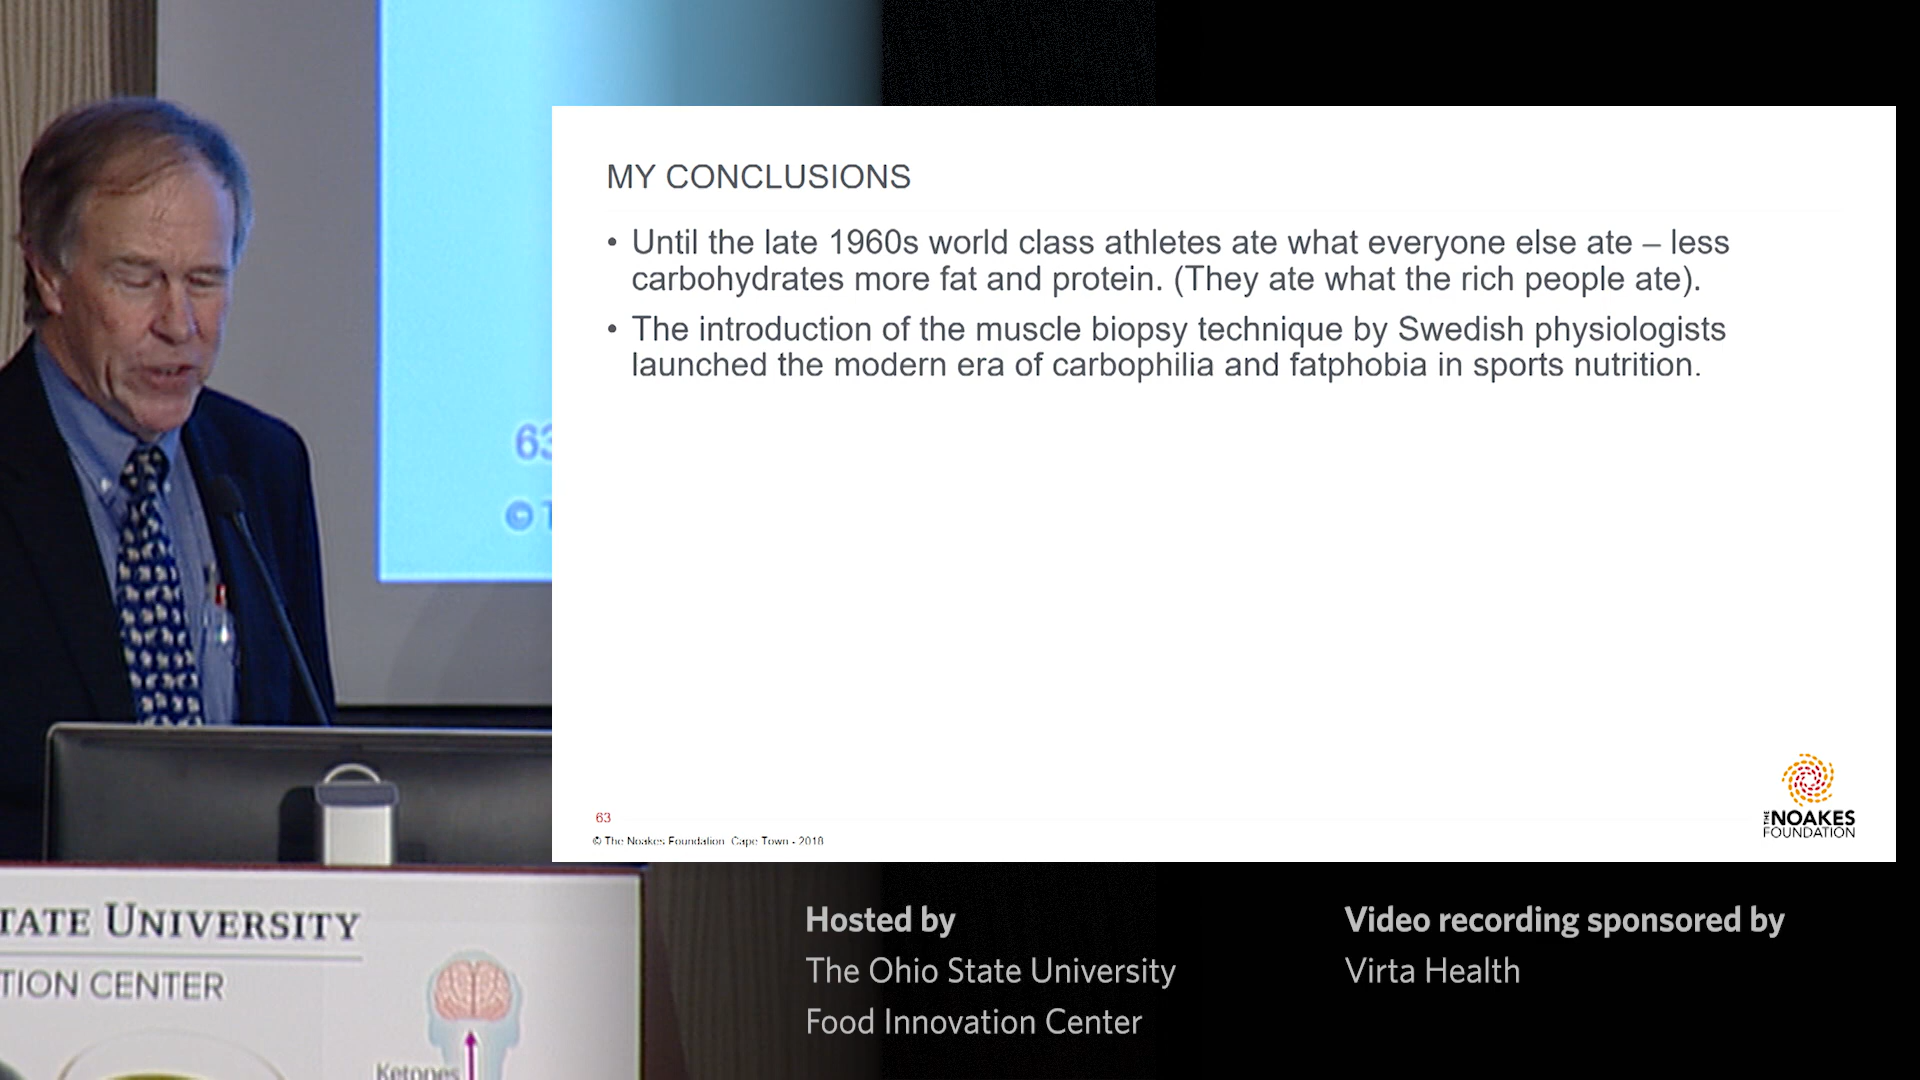 MY CONCLUSIONS
• Until the late 1960s world class athletes ate what everyone else ate – less
carbohydrates more fat and protein. (They ate what the rich people ate).
• The introduction of the muscle biopsy technique by Swedish physiologists
launched the modern era of carbophilia and fatphobia in sports nutrition.
63
© The Noakes Foundation Cape Town - 2018
THE NOAKES
FOUNDATION
63
©
TATE UNIVERSITY
TION CENTER
Ketones
Hosted by
The Ohio State University
Food Innovation Center
Video recording sponsored by
Virta Health